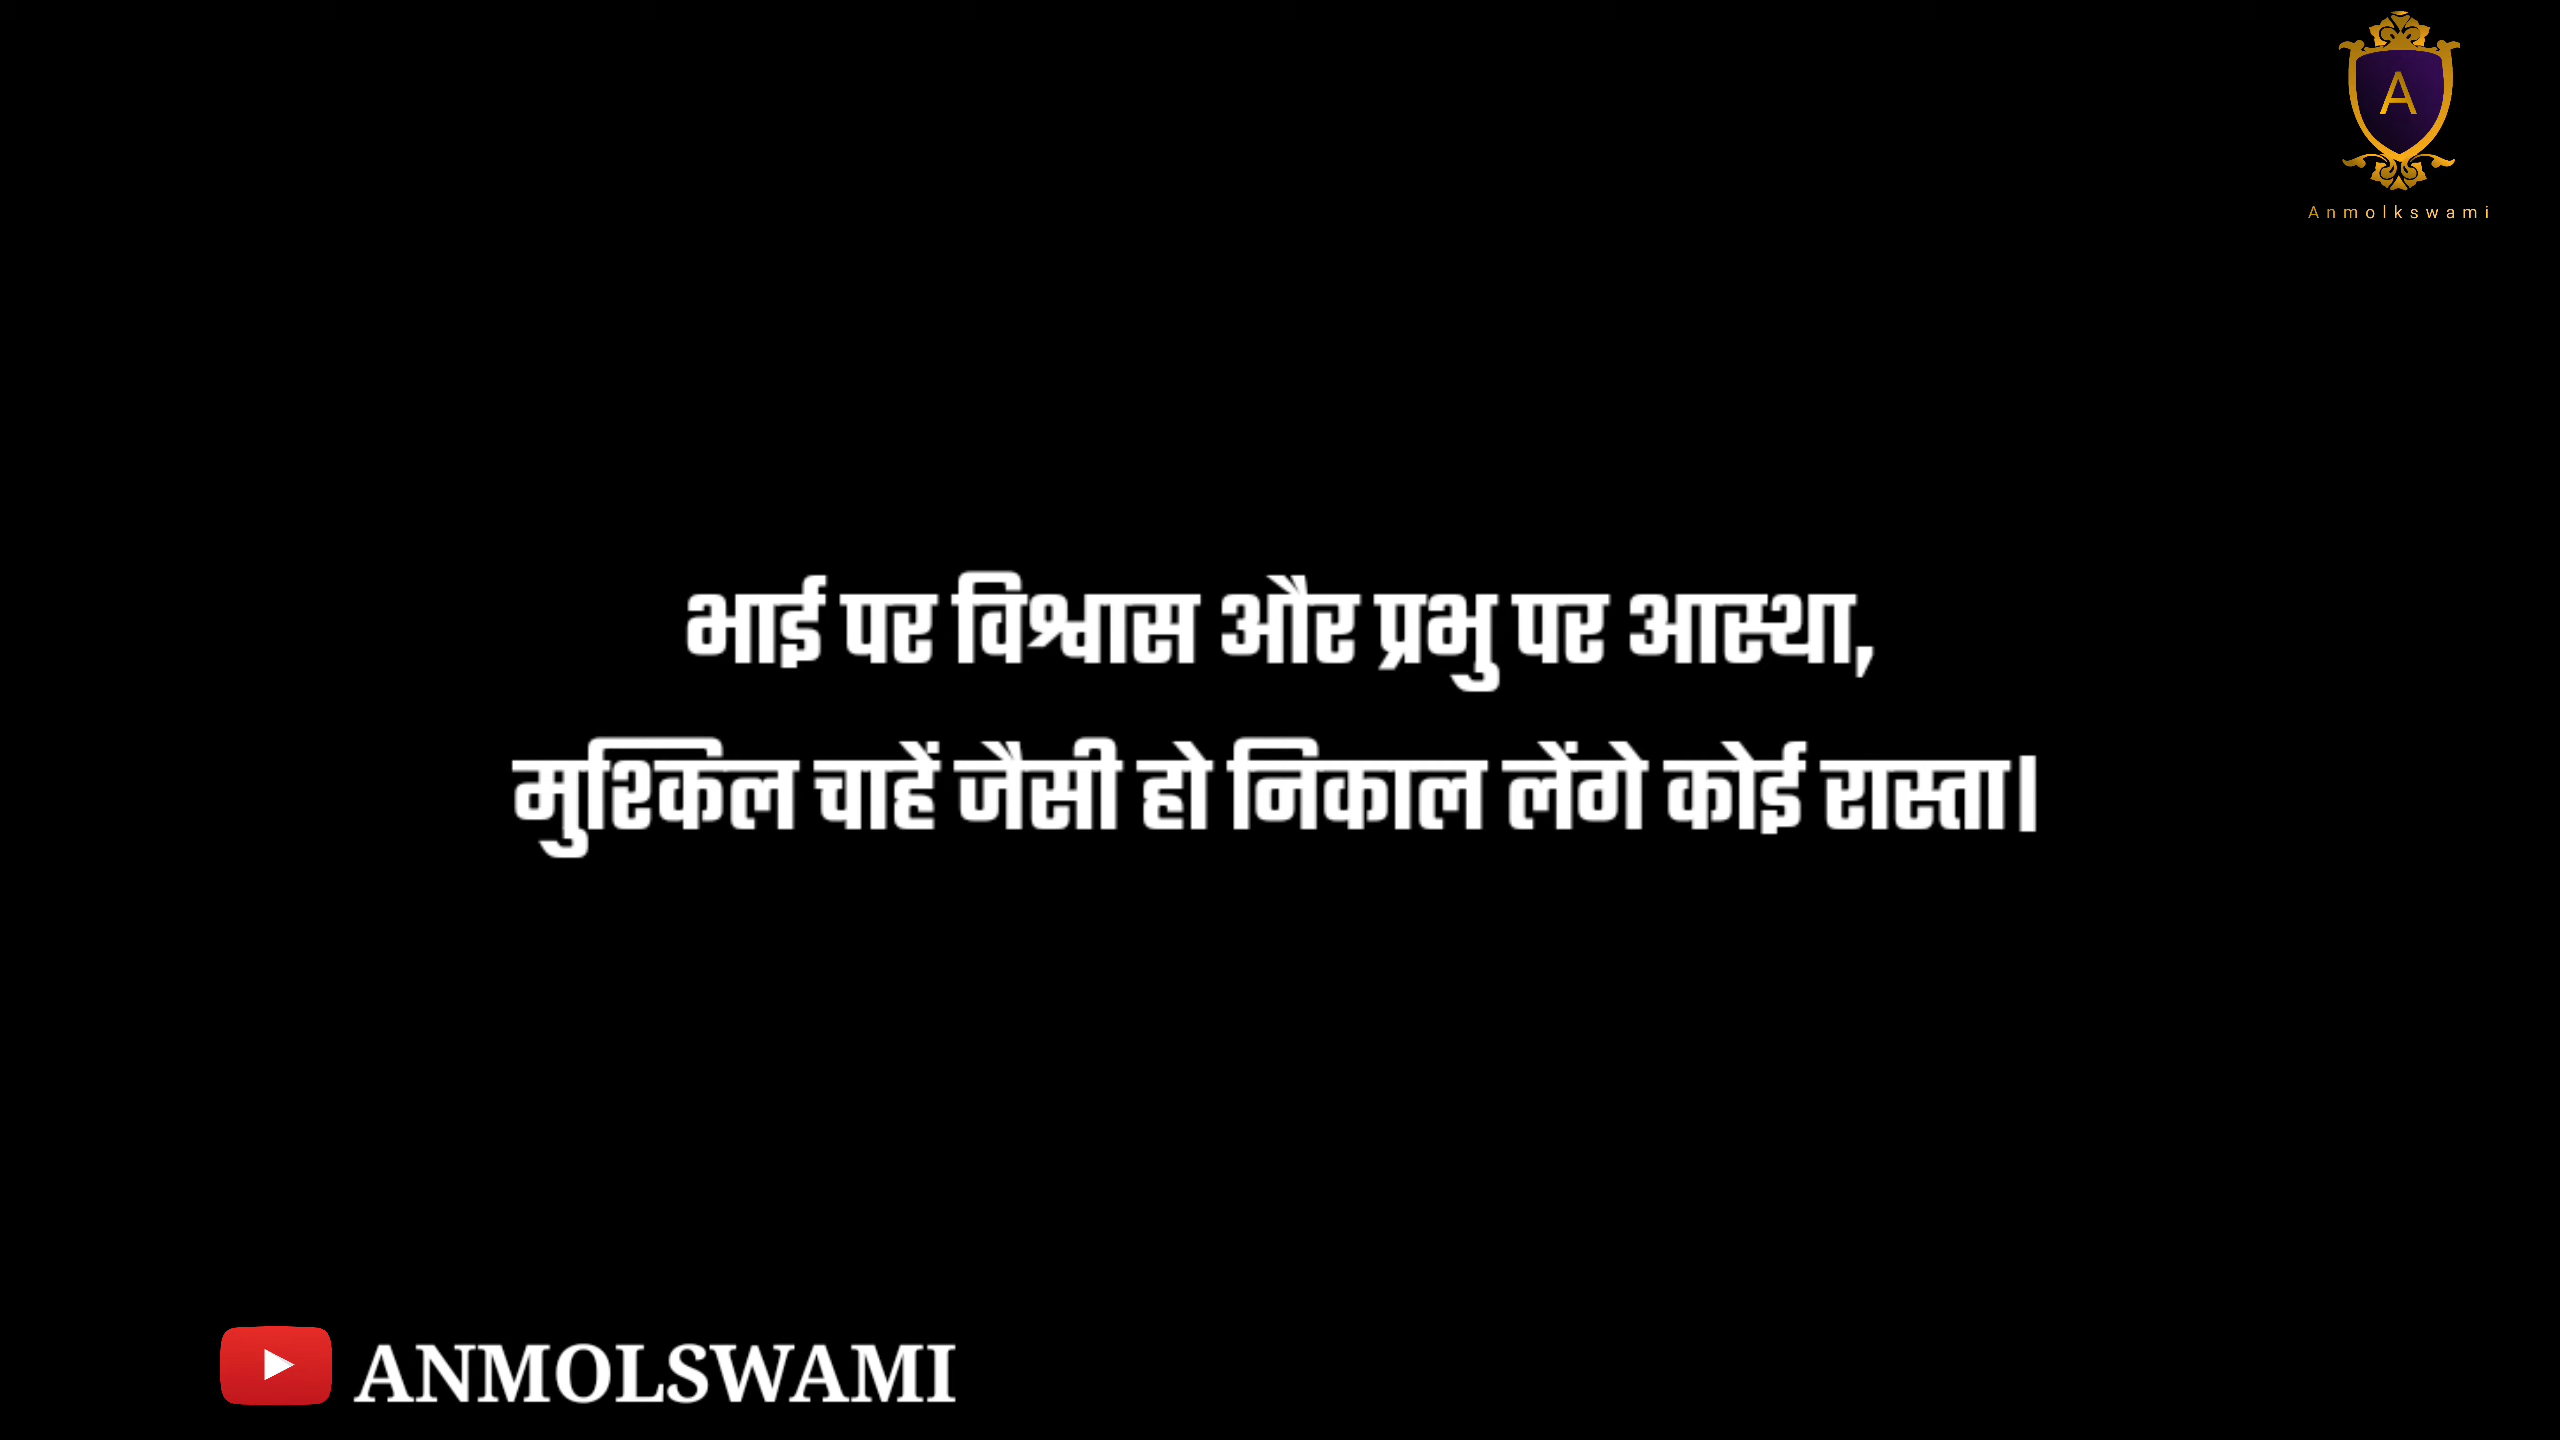 A
Anmolkswami
भाई पर विश्वास और प्रभु पर आस्था,
मुश्किल चाहें जैसी हो निकाल लेंगे कोई रास्ता।
ANMOLSWAMI